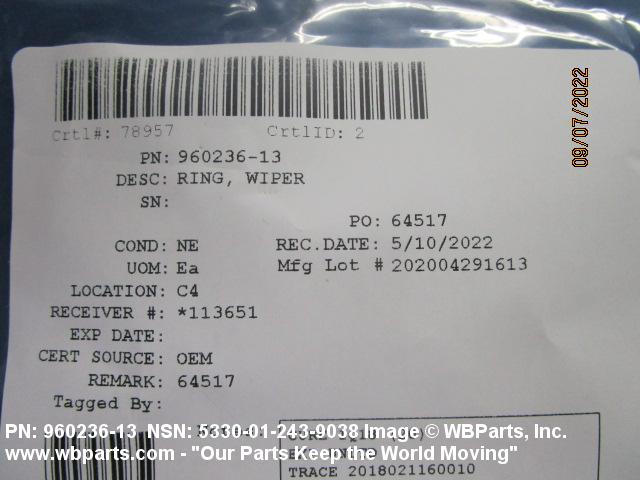 09/07/2022
Crtl#: 78957 CrtlID: 2
PN: 960236-13
DESC: RING, WIPER
SN:
PO: 64517
COND: NE REC.DATE: 5/10/2022
UOM: Ea Mfg Lot # 202004291613
LOCATION: C4
RECEIVER #: *113651
EXP DATE:
CERT SOURCE: OEM
REMARK: 64517
Tagged By:
PN: 960236-13 NSN: 5330-01-243-9038 Image © WBParts, Inc.
www.wbparts.com - "Our Parts Keep the World Moving"
TRACE 2018021160010